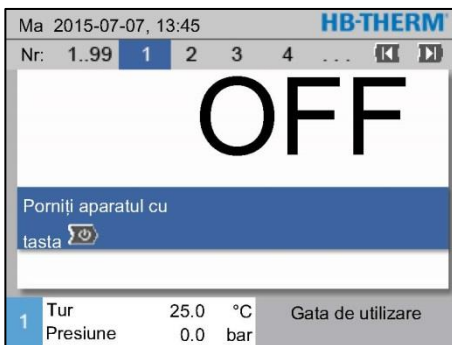 Ma 2015-07-07, 13:45 HB-THERM
Nr: 1..99 1 2 3 4 ...
OFF
Porniți aparatul cu
tasta
1 Tur 25.0 °C Gata de utilizare
Presiune 0.0 bar